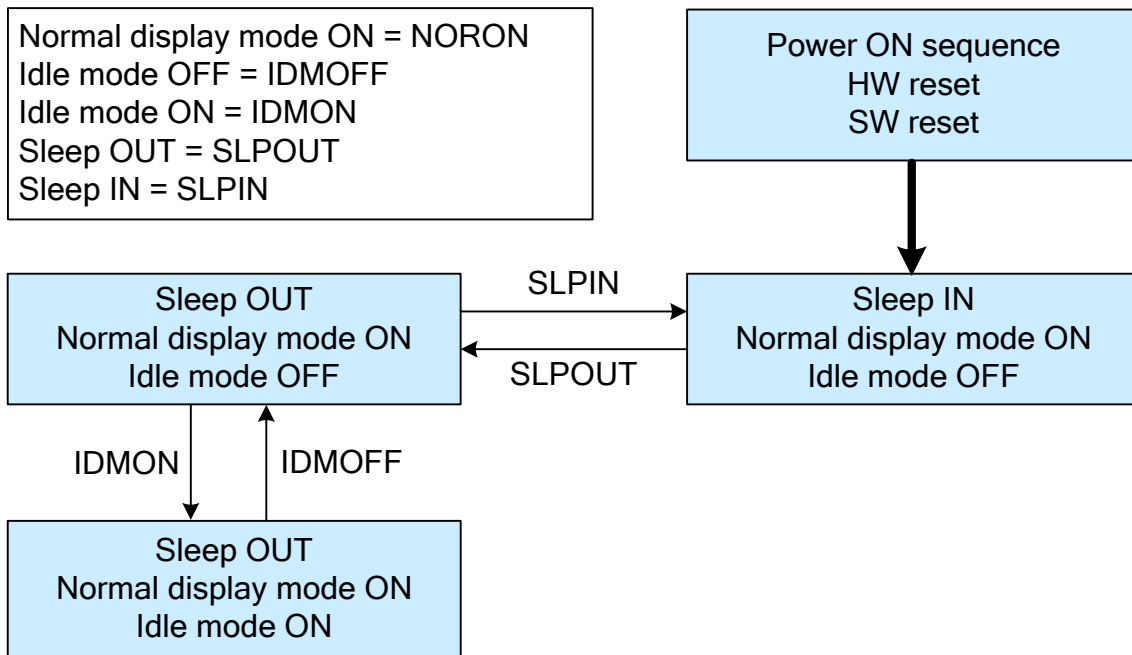 Normal display mode ON = NORON
Idle mode OFF = IDMOFF
Idle mode ON = IDMON
Sleep OUT = SLPOUT
Sleep IN = SLPIN
Power ON sequence
HW reset
SW reset
Sleep OUT
Normal display mode ON
Idle mode OFF
SLPIN
SLPOUT
Sleep IN
Normal display mode ON
Idle mode OFF
IDMON
IDMOFF
Sleep OUT
Normal display mode ON
Idle mode ON